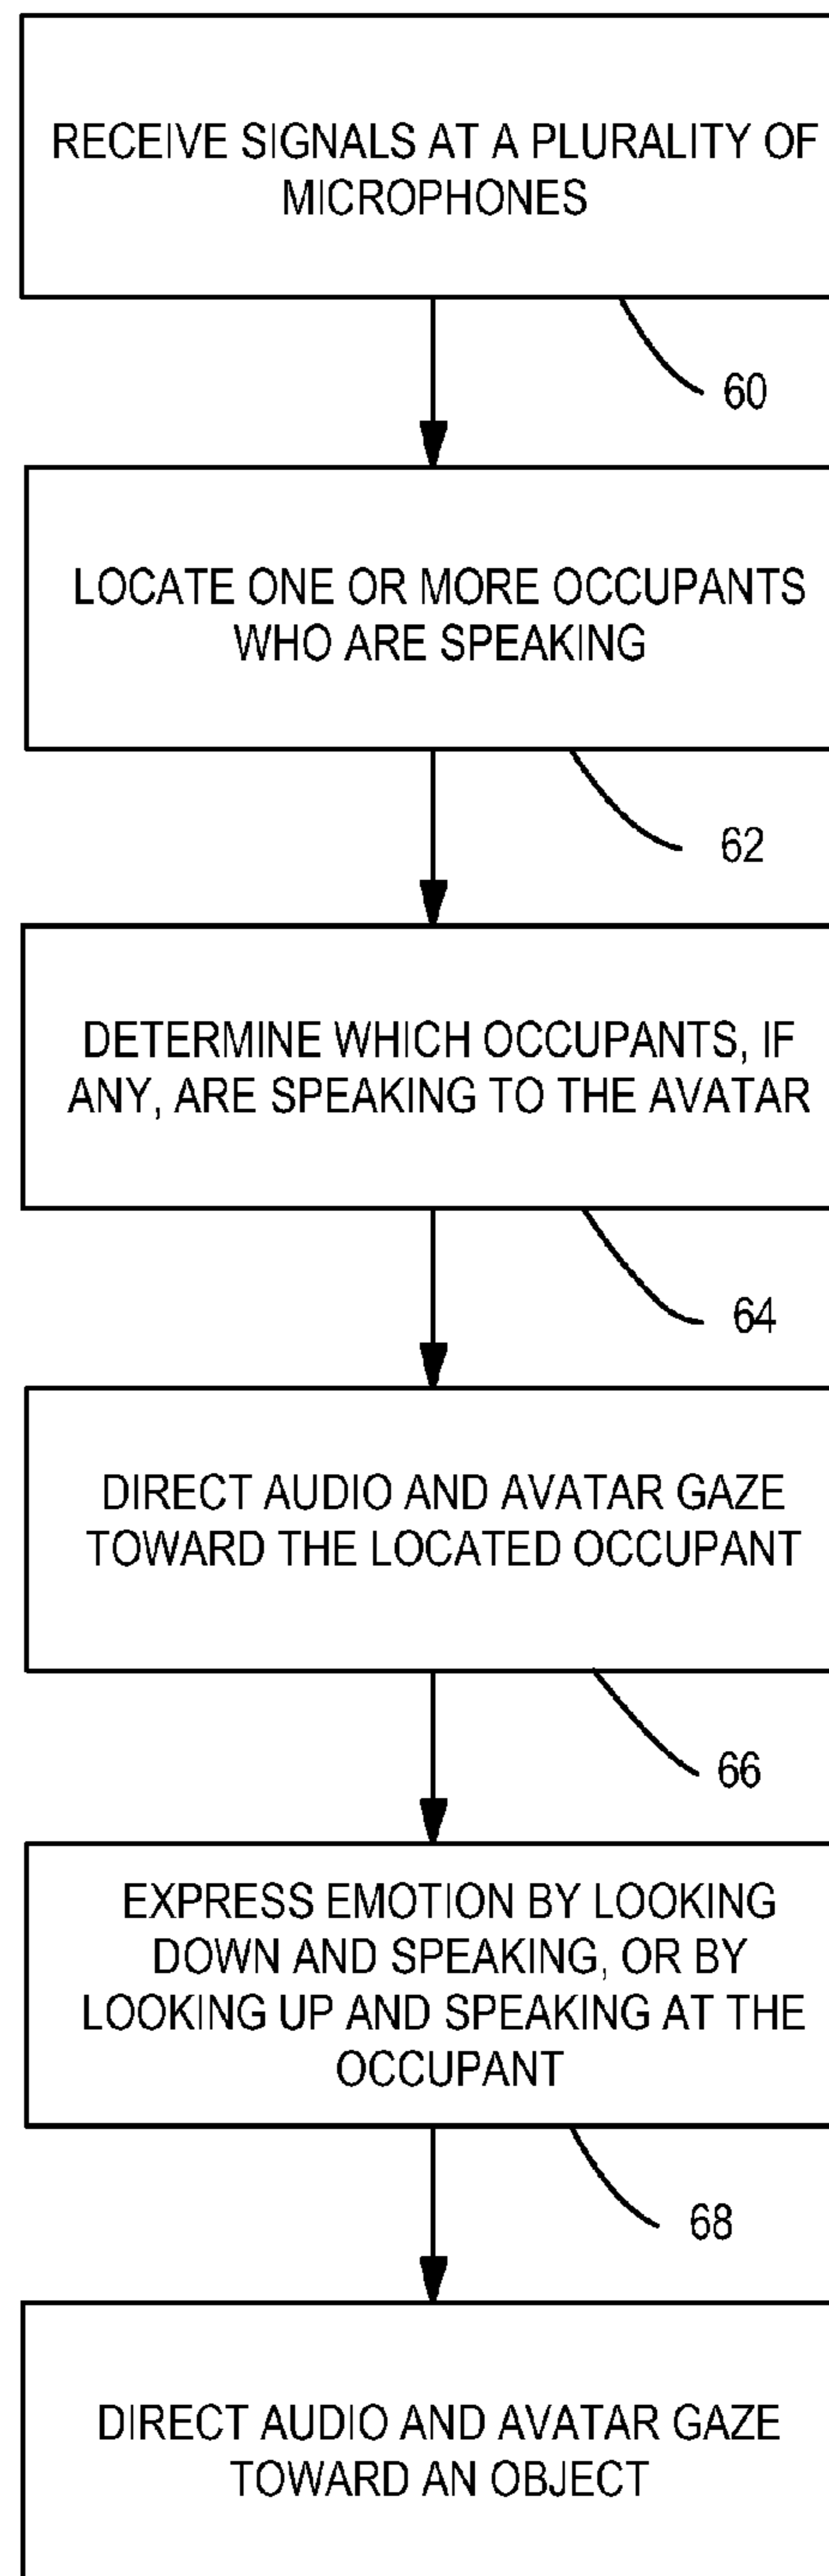 RECEIVE SIGNALS AT A PLURALITY OF
MICROPHONES
60
LOCATE ONE OR MORE OCCUPANTS
WHO ARE SPEAKING
62
DETERMINE WHICH OCCUPANTS, IF
ANY, ARE SPEAKING TO THE AVATAR
64
DIRECT AUDIO AND AVATAR GAZE
TOWARD THE LOCATED OCCUPANT
66
EXPRESS EMOTION BY LOOKING
DOWN AND SPEAKING, OR BY
LOOKING UP AND SPEAKING AT THE
OCCUPANT
68
DIRECT AUDIO AND AVATAR GAZE
TOWARD AN OBJECT